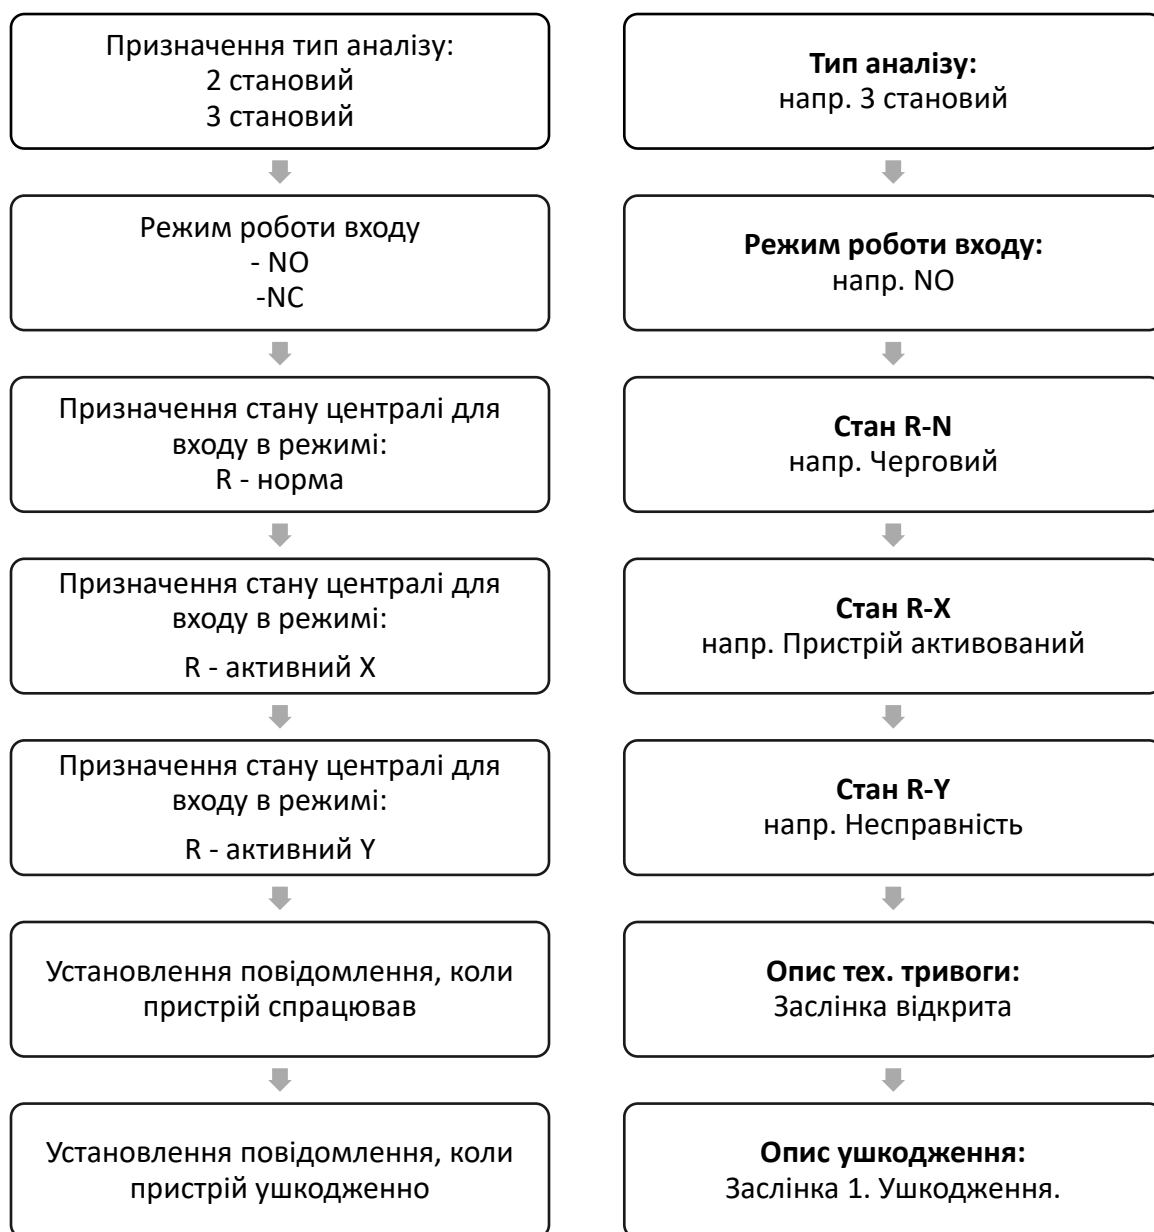 Призначення тип аналізу:
2 становий
3 становий
Режим роботи входу
- NO
-NC
Призначення стану централі для
входу в режимі:
R - норма
Призначення стану централі для
входу в режимі:
R - активний X
Призначення стану централі для
входу в режимі:
R - активний Y
Установлення повідомлення, коли
пристрій спрацював
Установлення повідомлення, коли
пристрій ушкодженно
Тип аналізу:
напр. 3 становий
Режим роботи входу:
напр. NO
Стан R-N
напр. Черговий
Стан R-X
напр. Пристрій активований
Стан R-Y
напр. Несправність
Опис тех. тривоги:
Заслінка відкрита
Опис ушкодження:
Заслінка 1. Ушкодження.